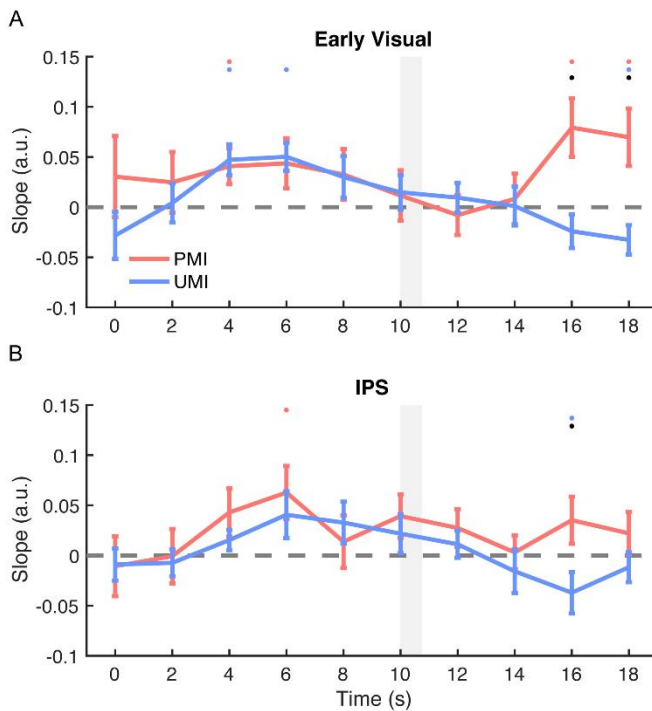 A
Early Visual
0.15
0.1
0.05
0
-0.05
-0.1
Slope (a.u.)
PMI
UMI
0 2 4 6 8 10 12 14 16 18
B
IPS
0.15
0.1
0.05
0
-0.05
-0.1
Slope (a.u.)
0 2 4 6 8 10 12 14 16 18
Time (s)